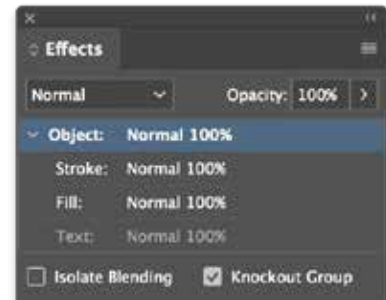 Effects
Normal Opacity: 100%
Object: Normal 100%
Stroke: Normal 100%
Fill: Normal 100%
Text: Normal 100%
Isolate Blending Knockout Group